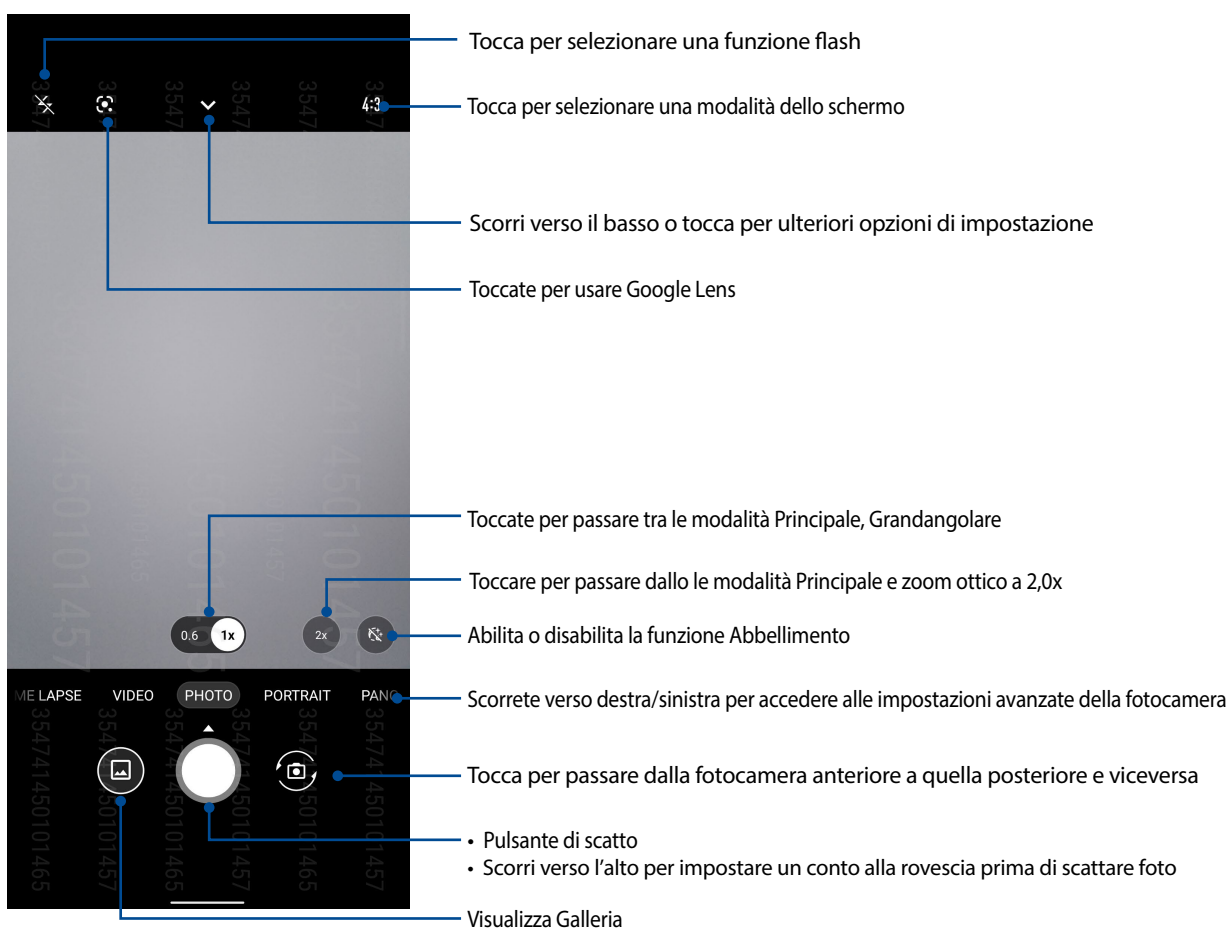 Tocca per selezionare una funzione flash
4:3
Tocca per selezionare una modalità dello schermo
Scorri verso il basso o tocca per ulteriori opzioni di impostazione
Toccate per usare Google Lens
Toccate per passare tra le modalità Principale, Grandangolare
Toccare per passare dallo le modalità Principale e zoom ottico a 2,0x
0.6 1x 2x
Abilita o disabilita la funzione Abbellimento
ME LAPSE VIDEO PHOTO PORTRAIT PANO
Scorrete verso destra/sinistra per accedere alle impostazioni avanzate della fotocamera
Tocca per passare dalla fotocamera anteriore a quella posteriore e viceversa
• Pulsante di scatto
• Scorri verso l’alto per impostare un conto alla rovescia prima di scattare foto
Visualizza Galleria